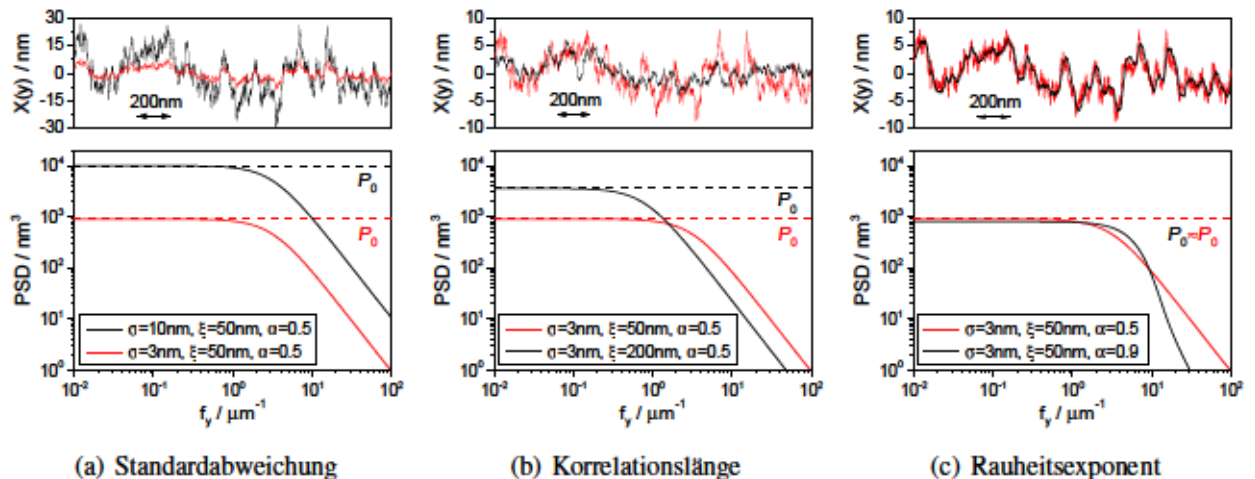 30
15
0
-15
-30
X(y) / nm
200nm
10⁴
10³
10²
10¹
10⁰
PSD / nm³
P₀
P₀
σ=10nm, ξ=50nm, α=0.5
σ=3nm, ξ=50nm, α=0.5
10⁻² 10⁻¹ 10⁰ 10¹ 10²
f_y / μm⁻¹
(a) Standardabweichung
10
5
0
-5
-10
X(y) / nm
200nm
10⁴
10³
10²
10¹
10⁰
PSD / nm³
P₀
P₀
σ=3nm, ξ=50nm, α=0.5
σ=3nm, ξ=200nm, α=0.5
10⁻² 10⁻¹ 10⁰ 10¹ 10²
f_y / μm⁻¹
(b) Korrelationslänge
10
5
0
-5
-10
X(y) / nm
200nm
10⁴
10³
10²
10¹
10⁰
PSD / nm³
P₀≈P₀
σ=3nm, ξ=50nm, α=0.5
σ=3nm, ξ=50nm, α=0.9
10⁻² 10⁻¹ 10⁰ 10¹ 10²
f_y / μm⁻¹
(c) Rauheitsexponent